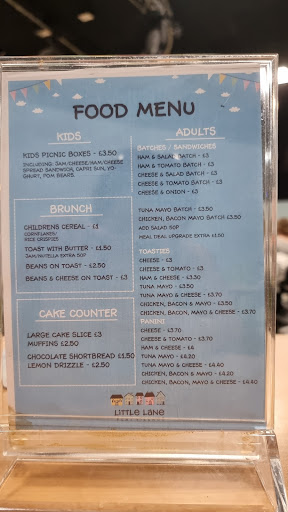 FOOD MENU
KIDS
KIDS PICNIC BOXES - £3.50
INCLUDING: JAM/CHEESE/HAM/CHEESE
SPREAD SANDWICH, CAPRI SUN, YO-
GHURT, POM BEARS.
BRUNCH
CHILDRENS CEREAL - £3
CORNFLAKES/
RICE CRISPIES
TOAST WITH BUTTER - £1.50
JAM/NUTELLA EXTRA 50P
BEANS ON TOAST - £2.50
BEANS & CHEESE ON TOAST - £3
CAKE COUNTER
LARGE CAKE SLICE £3
MUFFINS £2.50
CHOCOLATE SHORTBREAD £1.50
LEMON DRIZZLE - £2.50
ADULTS
BATCHES / SANDWICHES
HAM & SALAD BATCH - £3
HAM & TOMATO BATCH - £3
CHEESE & SALAD BATCH - £3
CHEESE & TOMATO BATCH - £3
CHEESE & ONION - £3
TUNA MAYO BATCH - £3.50
CHICKEN, BACON MAYO BATCH £3.50
ADD SALAD 50P
MEAL DEAL UPGRADE EXTRA £1.50
TOASTIES
CHEESE - £3
CHEESE & TOMATO - £3
HAM & CHEESE - £3.30
TUNA MAYO - £3.50
TUNA MAYO & CHEESE - £3.70
CHICKEN, BACON & MAYO - £3.50
CHICKEN, BACON, MAYO & CHEESE - £3.70
PANINI
CHEESE - £3.70
CHEESE & TOMATO - £3.70
HAM & CHEESE - £4
TUNA MAYO - £4.20
TUNA MAYO & CHEESE - £4.40
CHICKEN, BACON & MAYO - £4.20
CHICKEN, BACON, MAYO & CHEESE - £4.40
LITTLE LANE